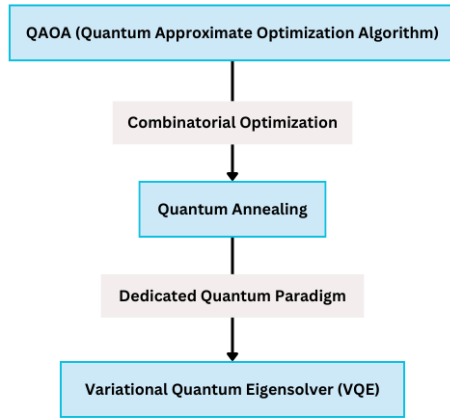 QAOA (Quantum Approximate Optimization Algorithm)
Combinatorial Optimization
Quantum Annealing
Dedicated Quantum Paradigm
Variational Quantum Eigensolver (VQE)